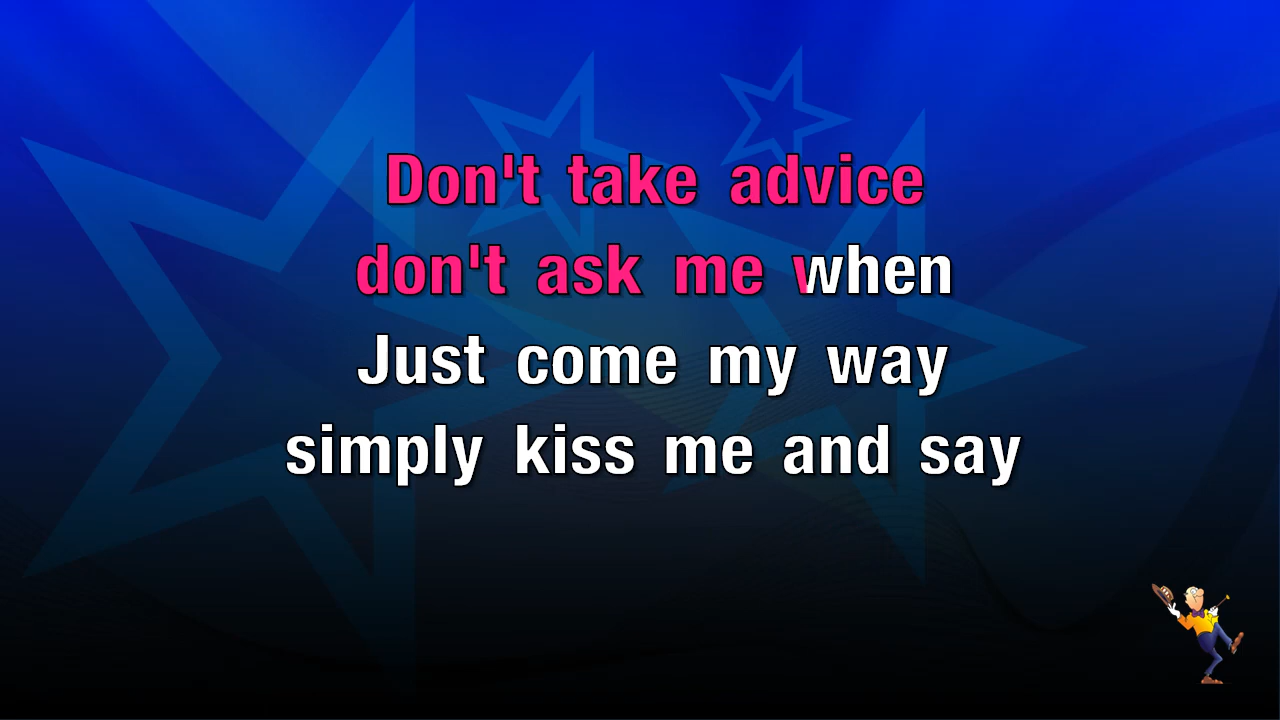 Don't take advice
don't ask me when
Just come my way
simply kiss me and say